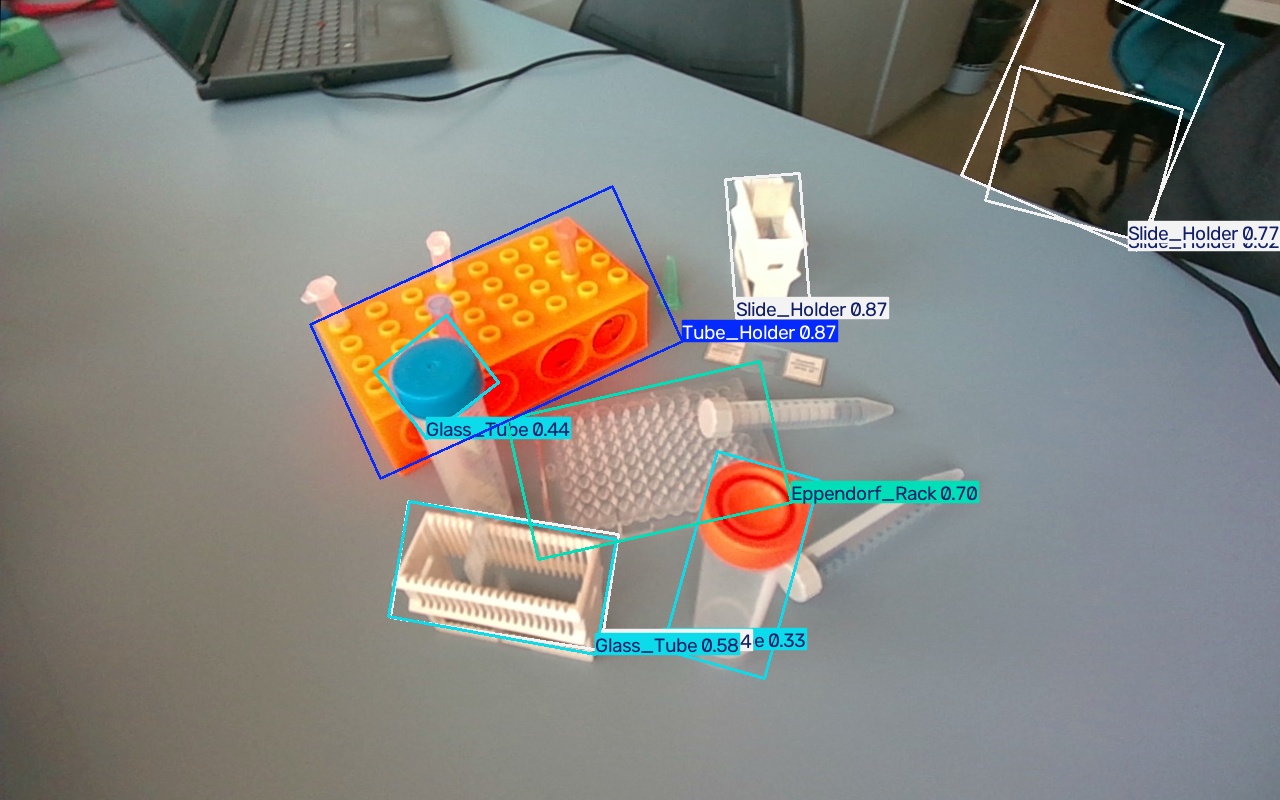 Slide_Holder 0.77
Slide_Holder 0.87
Tube_Holder 0.87
Glass_Tube 0.44
Eppendorf_Rack 0.70
Glass_Tube 0.58
4
e 0.33